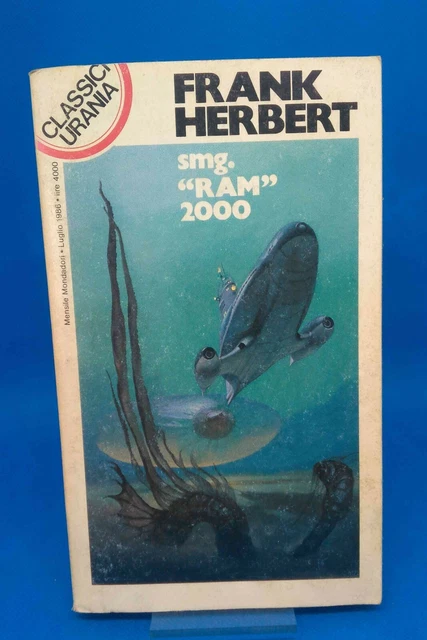 CLASSICI
URANIA
FRANK
HERBERT
smg.
“RAM”
2000
Mensile Mondadori • Luglio 1986 • lire 4000